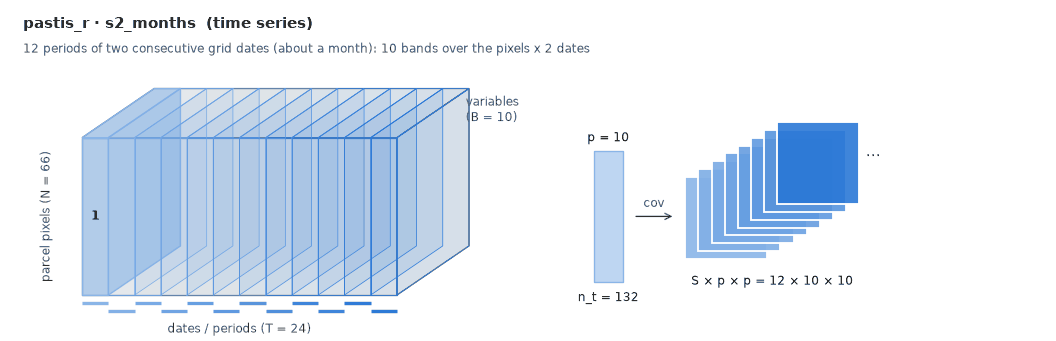 pastis_r · s2_months (time series)
12 periods of two consecutive grid dates (about a month): 10 bands over the pixels x 2 dates
variables
(B = 10)
parcel pixels (N = 66)
1
dates / periods (T = 24)
p = 10
n_t = 132
cov
...
S × p × p = 12 × 10 × 10